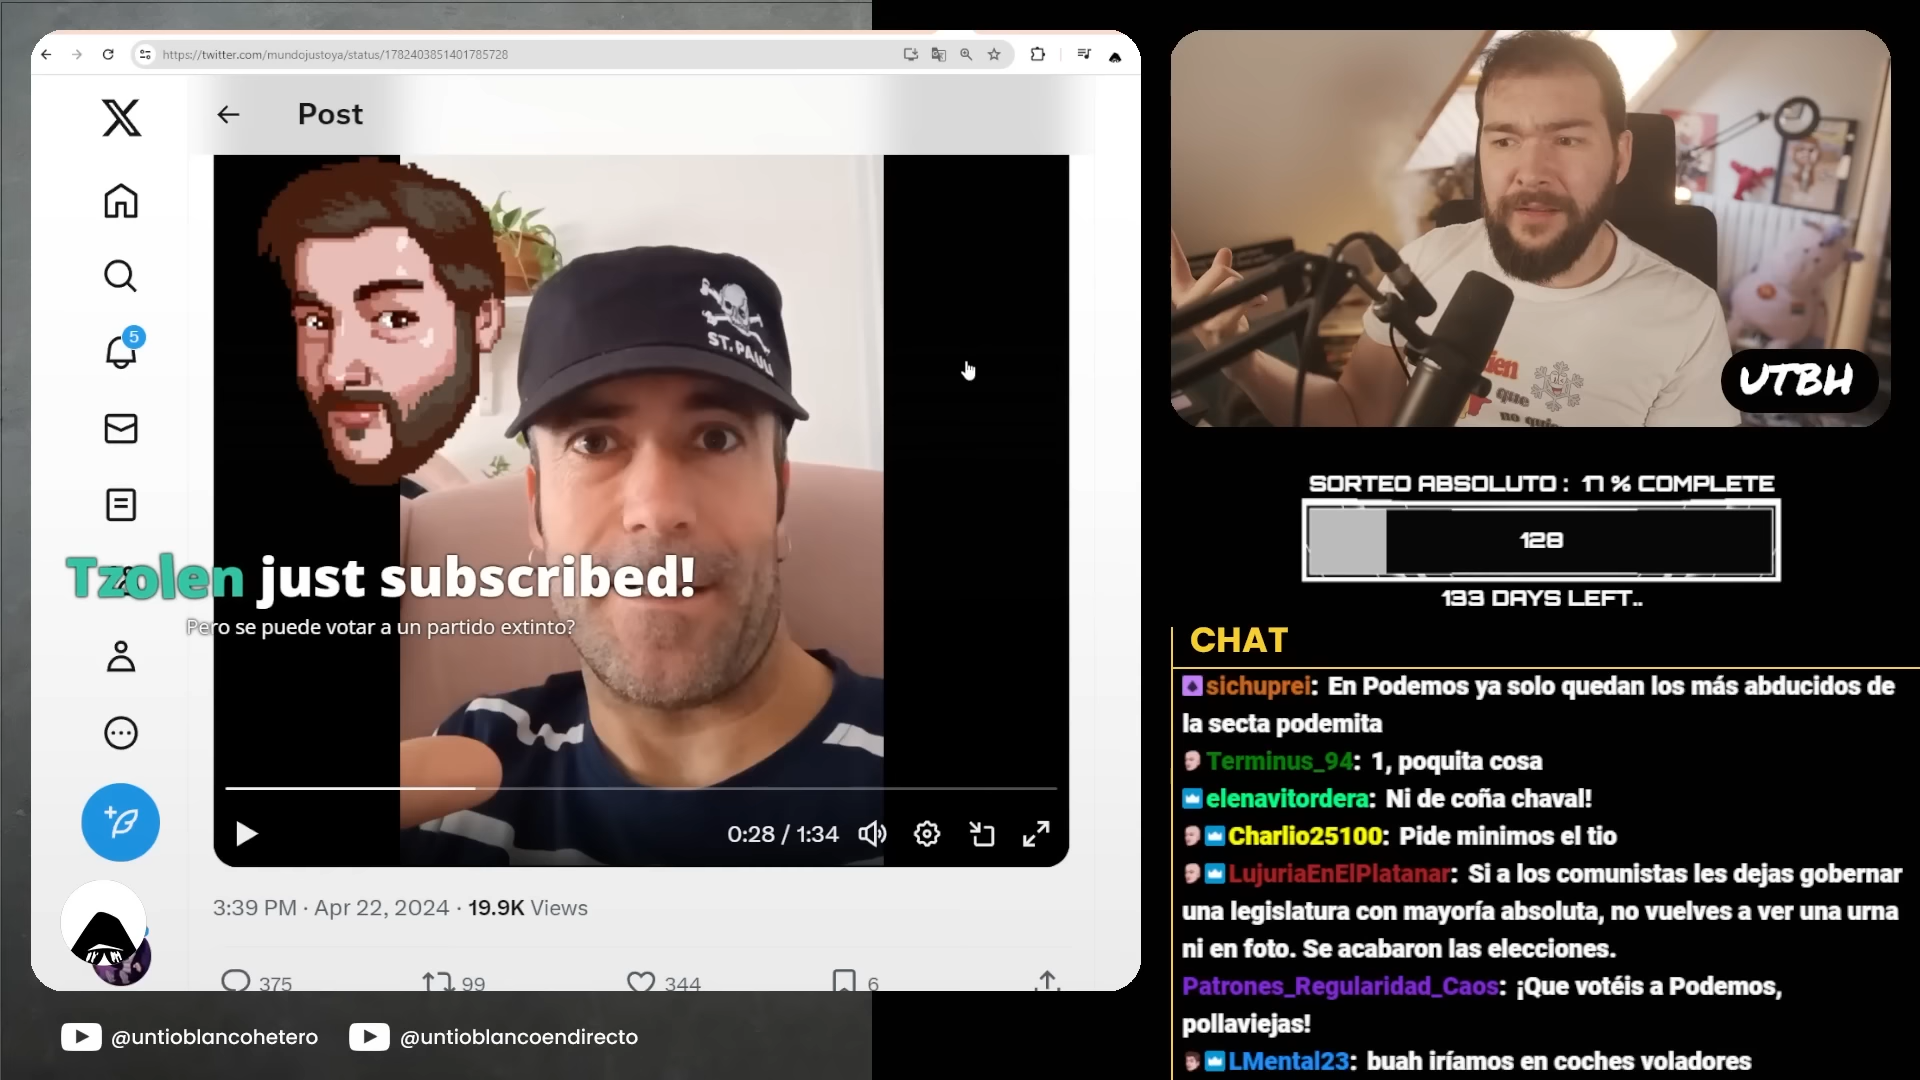 https://twitter.com/mundojustoya/status/1782403851401785728
Post
5
ST. PAULI
Tzolen just subscribed!
Pero se puede votar a un partido extinto?
0:28 / 1:34
3:39 PM · Apr 22, 2024 · 19.9K Views
375
99
344
6
@untioblancohetero
@untioblancoendirecto
que
UTBH
SORTEO ABSOLUTO : 17 % COMPLETE
128
133 DAYS LEFT..
CHAT
sichuprei: En Podemos ya solo quedan los más abducidos de
la secta podemita
Terminus_94: 1, poquita cosa
elenavitordera: Ni de coña chaval!
Charlio25100: Pide minimos el tio
LujuriaEnElPlatanar: Si a los comunistas les dejas gobernar
una legislatura con mayoría absoluta, no vuelves a ver una urna
ni en foto. Se acabaron las elecciones.
Patrones_Regularidad_Caos: ¡Que votéis a Podemos,
pollaviejas!
LMental23: buah iríamos en coches voladores